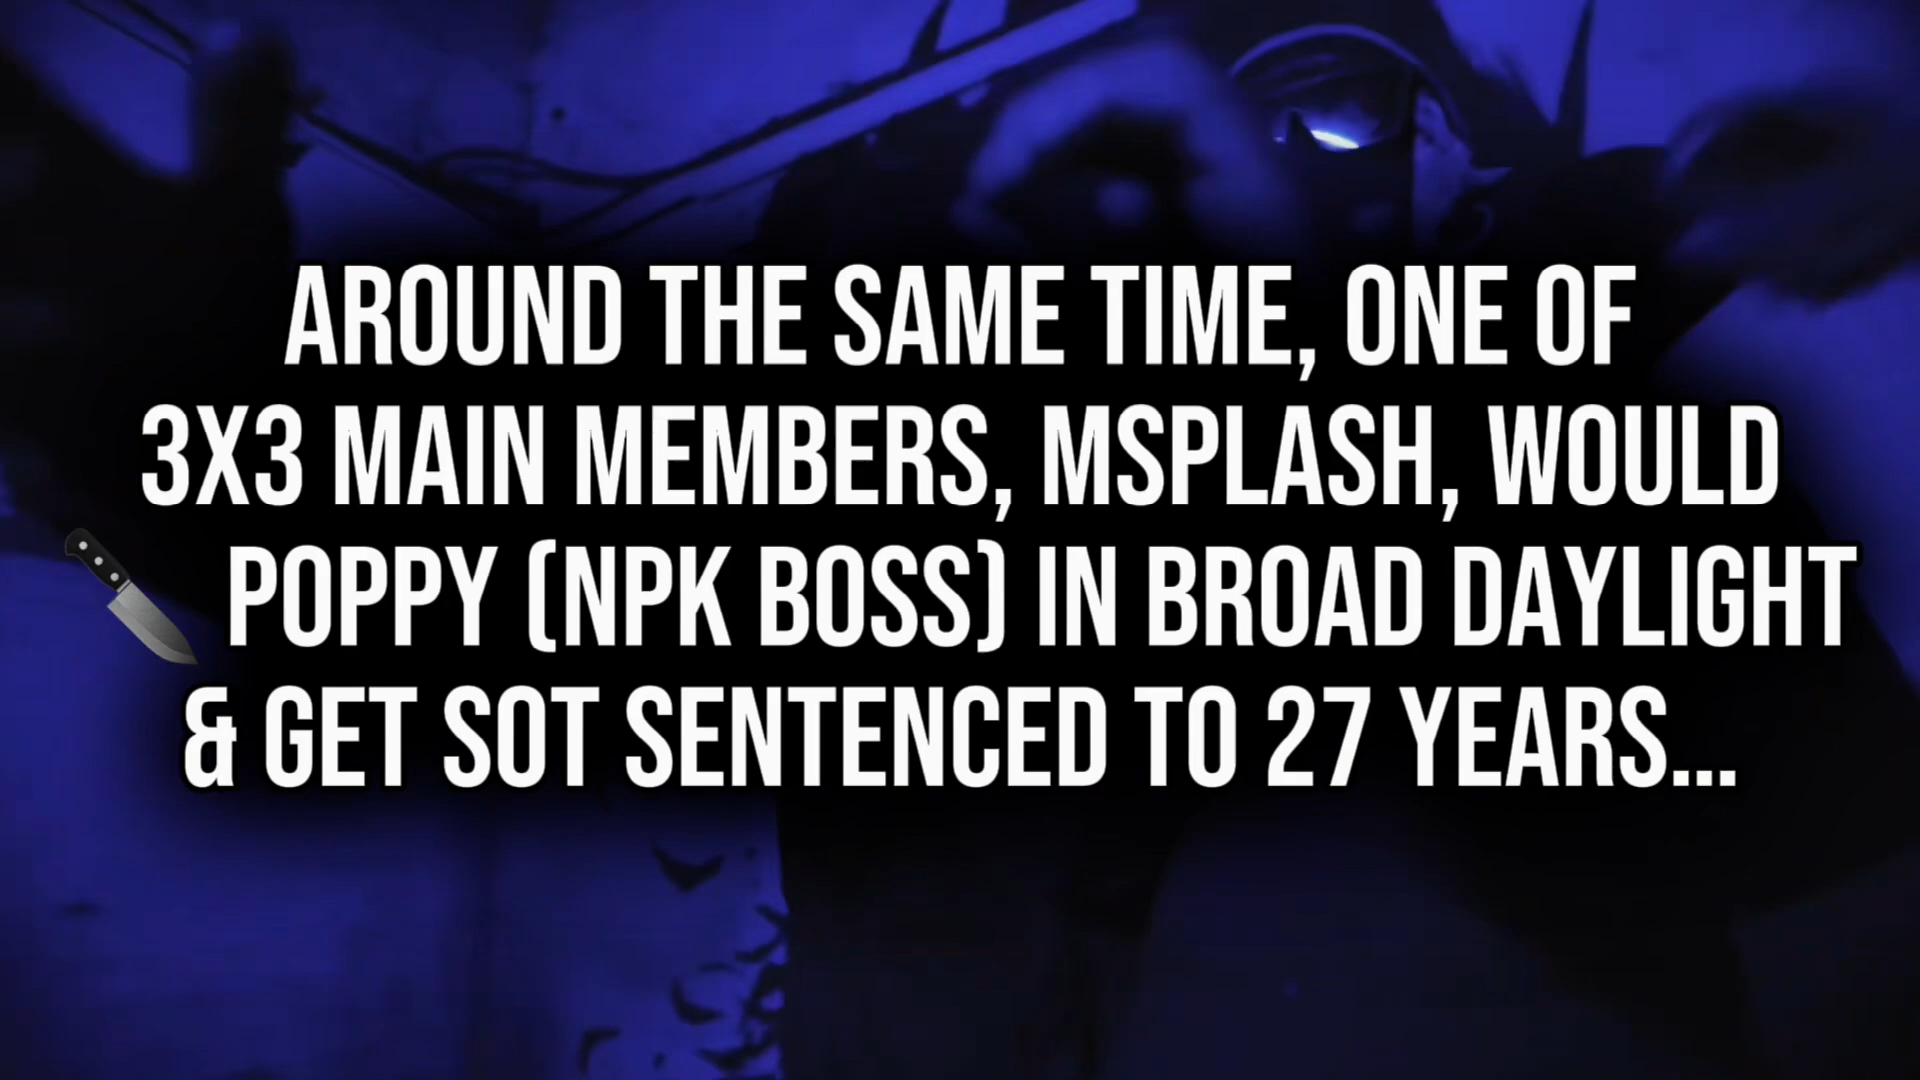 AROUND THE SAME TIME, ONE OF
3X3 MAIN MEMBERS, MSPLASH, WOULD
🔪 POPPY (NPK BOSS) IN BROAD DAYLIGHT
& GET SOT SENTENCED TO 27 YEARS...